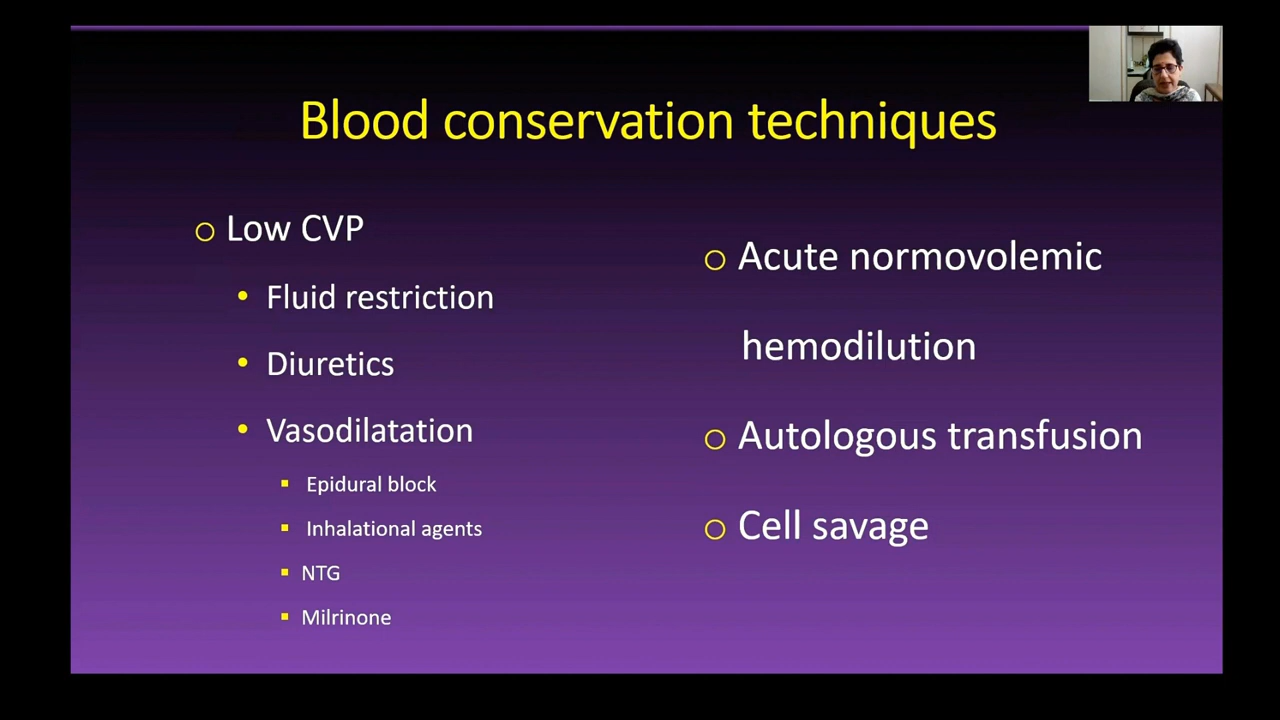 Blood conservation techniques
Low CVP
Fluid restriction
Diuretics
Vasodilatation
Epidural block
Inhalational agents
NTG
Milrinone
Acute normovolemic
hemodilution
Autologous transfusion
Cell savage